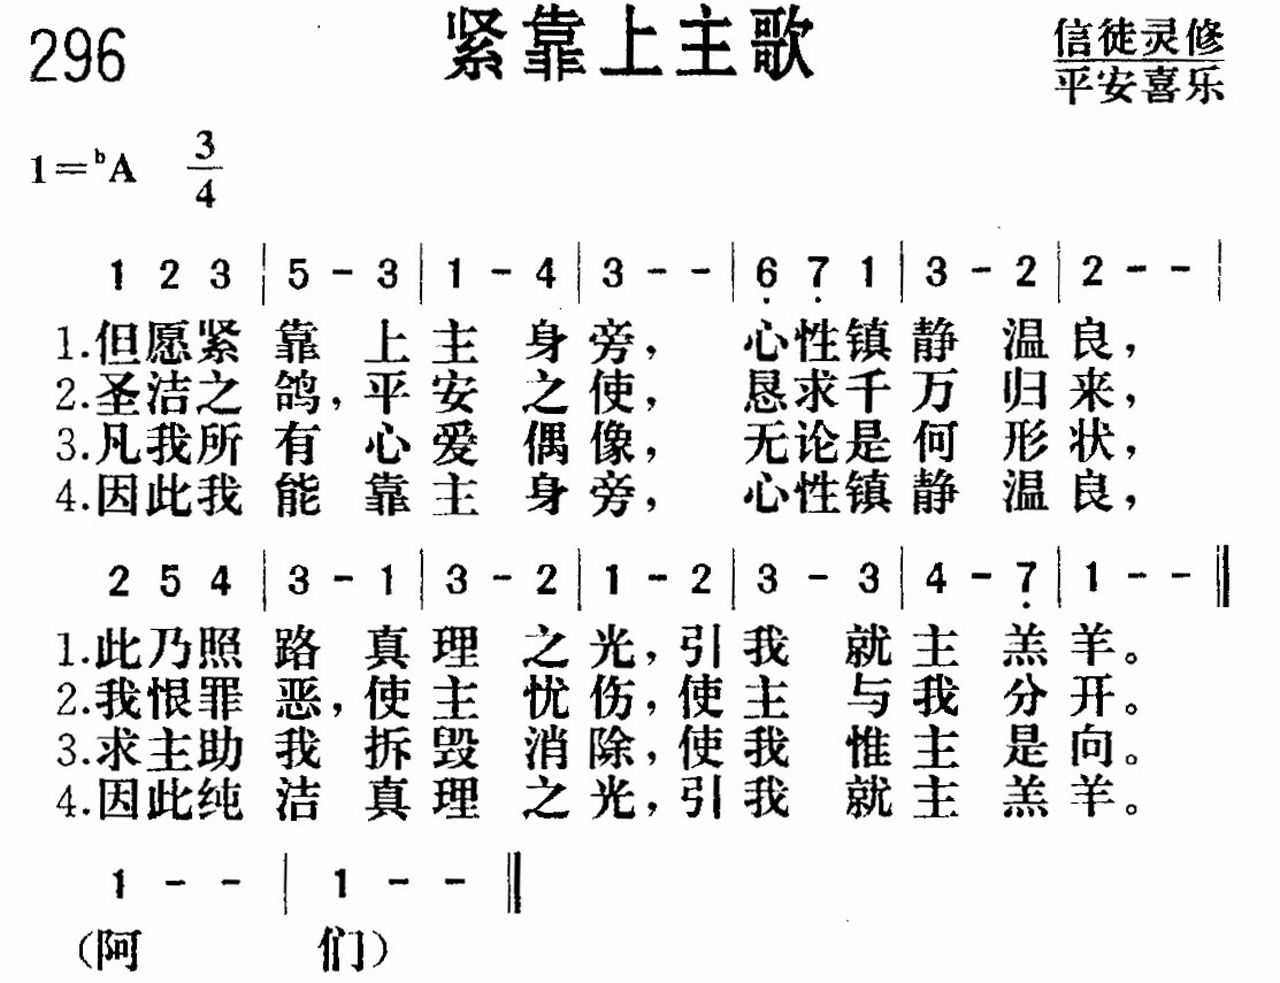 296
紧靠上主歌
信徒灵修
平安喜乐
1=ᵇA 3/4
1 2 3 | 5 - 3 | 1 - 4 | 3 - - | 6̣ 7̣ 1 | 3 - 2 | 2 - - |
1.但愿紧靠上主身旁，心性镇静温良，
2.圣洁之鸽，平安之使，恳求千万归来，
3.凡我所有心爱偶像，无论是何形状，
4.因此我能靠主身旁，心性镇静温良，
2 5 4 | 3 - 1 | 3 - 2 | 1 - 2 | 3 - 3 | 4 - 7̣ | 1 - - ‖
1.此乃照路真理之光，引我就主羔羊。
2.我恨罪恶，使主忧伤，使主与我分开。
3.求主助我拆毁消除，使我惟主是向。
4.因此纯洁真理之光，引我就主羔羊。
1 - - | 1 - - ‖
（阿们）